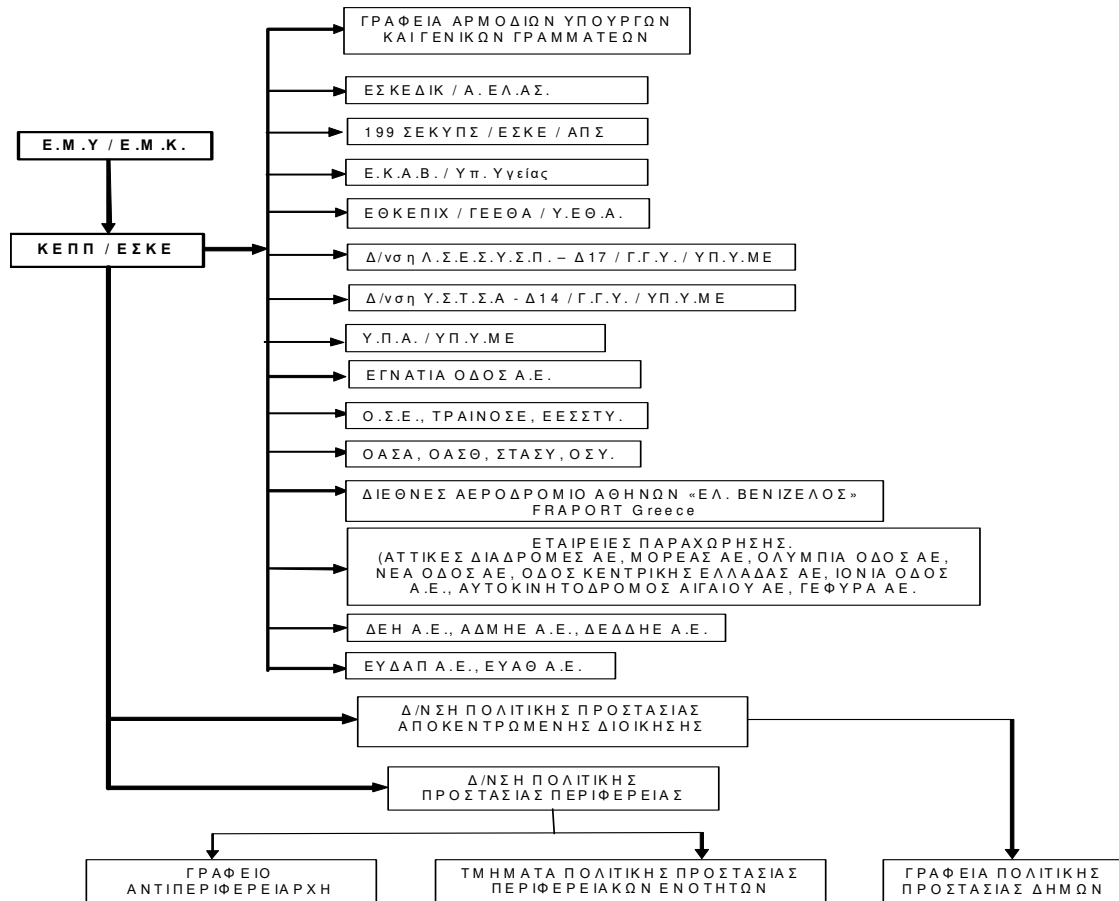 ΓΡΑΦΕΙΑ ΑΡΜΟΔΙΩΝ ΥΠΟΥΡΓΩΝ
ΚΑΙ ΓΕΝΙΚΩΝ ΓΡΑΜΜΑΤΕΩΝ
ΕΣΚΕΔΙΚ / Α. ΕΛ.ΑΣ.
199 ΣΕΚΥΠΣ / ΕΣΚΕ / ΑΠΣ
Ε.Μ.Υ / Ε.Μ.Κ.
Ε.Κ.Α.Β. / Υπ. Υγείας
ΕΘΚΕΠΙΧ / ΓΕΕΘΑ / Υ.ΕΘ.Α.
ΚΕΠΠ / ΕΣΚΕ
Δ/νση Λ.Σ.Ε.Σ.Υ.Σ.Π. – Δ17 / Γ.Γ.Υ. / ΥΠ.Υ.ΜΕ
Δ/νση Υ.Σ.Τ.Σ.Α - Δ14 / Γ.Γ.Υ. / ΥΠ.Υ.ΜΕ
Υ.Π.Α. / ΥΠ.Υ.ΜΕ
ΕΓΝΑΤΙΑ ΟΔΟΣ Α.Ε.
Ο.Σ.Ε., ΤΡΑΙΝΟΣΕ, ΕΕΣΣΤΥ.
ΟΑΣΑ, ΟΑΣΘ, ΣΤΑΣΥ, ΟΣΥ.
ΔΙΕΘΝΕΣ ΑΕΡΟΔΡΟΜΙΟ ΑΘΗΝΩΝ «ΕΛ. ΒΕΝΙΖΕΛΟΣ»
FRAPORT Greece
ΕΤΑΙΡΕΙΕΣ ΠΑΡΑΧΩΡΗΣΗΣ.
(ΑΤΤΙΚΕΣ ΔΙΑΔΡΟΜΕΣ ΑΕ, ΜΟΡΕΑΣ ΑΕ, ΟΛΥΜΠΙΑ ΟΔΟΣ ΑΕ,
ΝΕΑ ΟΔΟΣ ΑΕ, ΟΔΟΣ ΚΕΝΤΡΙΚΗΣ ΕΛΛΑΔΑΣ ΑΕ, ΙΟΝΙΑ ΟΔΟΣ
Α.Ε., ΑΥΤΟΚΙΝΗΤΟΔΡΟΜΟΣ ΑΙΓΑΙΟΥ ΑΕ, ΓΕΦΥΡΑ ΑΕ.
ΔΕΗ Α.Ε., ΑΔΜΗΕ Α.Ε., ΔΕΔΔΗΕ Α.Ε.
ΕΥΔΑΠ Α.Ε., ΕΥΑΘ Α.Ε.
Δ/ΝΣΗ ΠΟΛΙΤΙΚΗΣ ΠΡΟΣΤΑΣΙΑΣ
ΑΠΟΚΕΝΤΡΩΜΕΝΗΣ ΔΙΟΙΚΗΣΗΣ
Δ/ΝΣΗ ΠΟΛΙΤΙΚΗΣ
ΠΡΟΣΤΑΣΙΑΣ ΠΕΡΙΦΕΡΕΙΑΣ
ΓΡΑΦΕΙΟ
ΑΝΤΙΠΕΡΙΦΕΡΕΙΑΡΧΗ
ΤΜΗΜΑΤΑ ΠΟΛΙΤΙΚΗΣ ΠΡΟΣΤΑΣΙΑΣ
ΠΕΡΙΦΕΡΕΙΑΚΩΝ ΕΝΟΤΗΤΩΝ
ΓΡΑΦΕΙΑ ΠΟΛΙΤΙΚΗΣ
ΠΡΟΣΤΑΣΙΑΣ ΔΗΜΩΝ